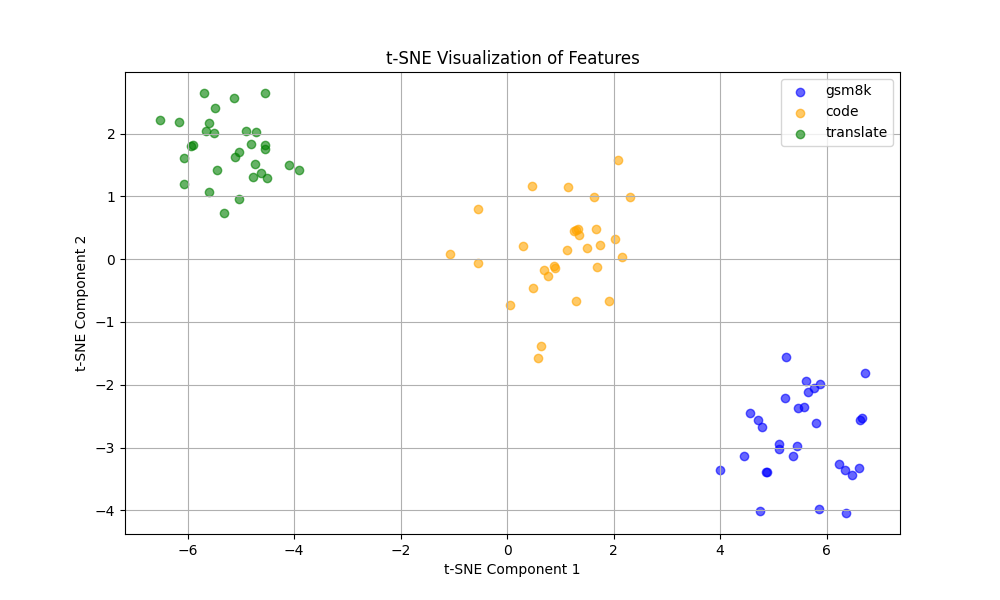 t-SNE Visualization of Features
gsm8k
code
translate
2
1
0
−1
−2
−3
−4
t-SNE Component 2
−6
−4
−2
0
2
4
6
t-SNE Component 1